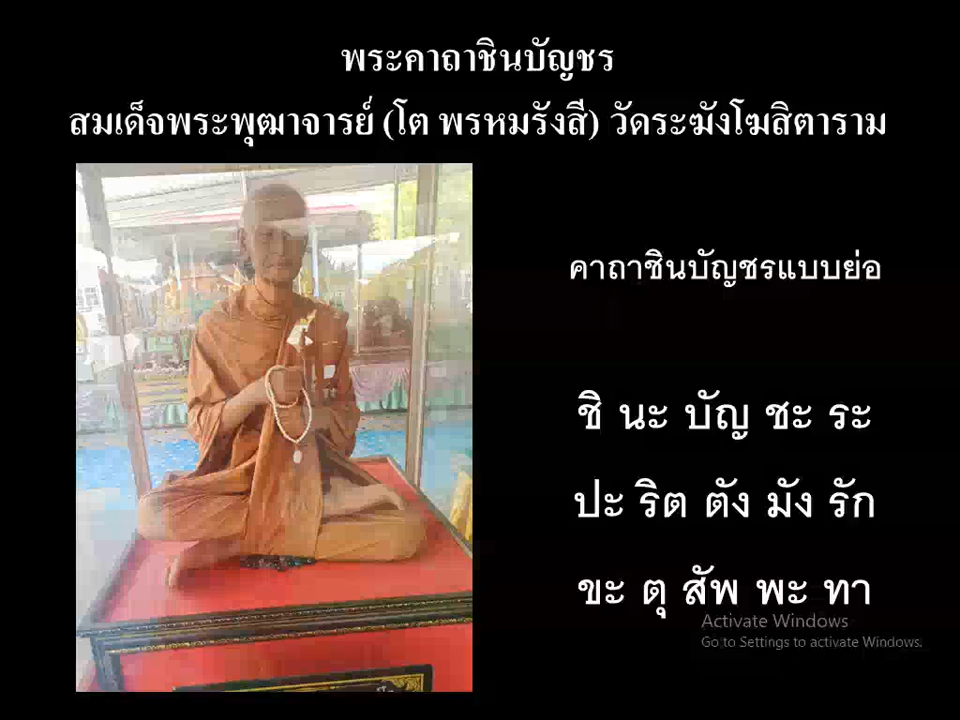 พระคาถาชินบัญชร
สมเด็จพระพุฒาจารย์ (โต พรหมรังสี) วัดระฆังโฆสิตาราม
คาถาชินบัญชรแบบย่อ
ชิ นะ บัญ ชะ ระ
ปะ ริต ตัง มัง รัก
ขะ ตุ สัพ พะ ทา
Activate Windows
Go to Settings to activate Windows.